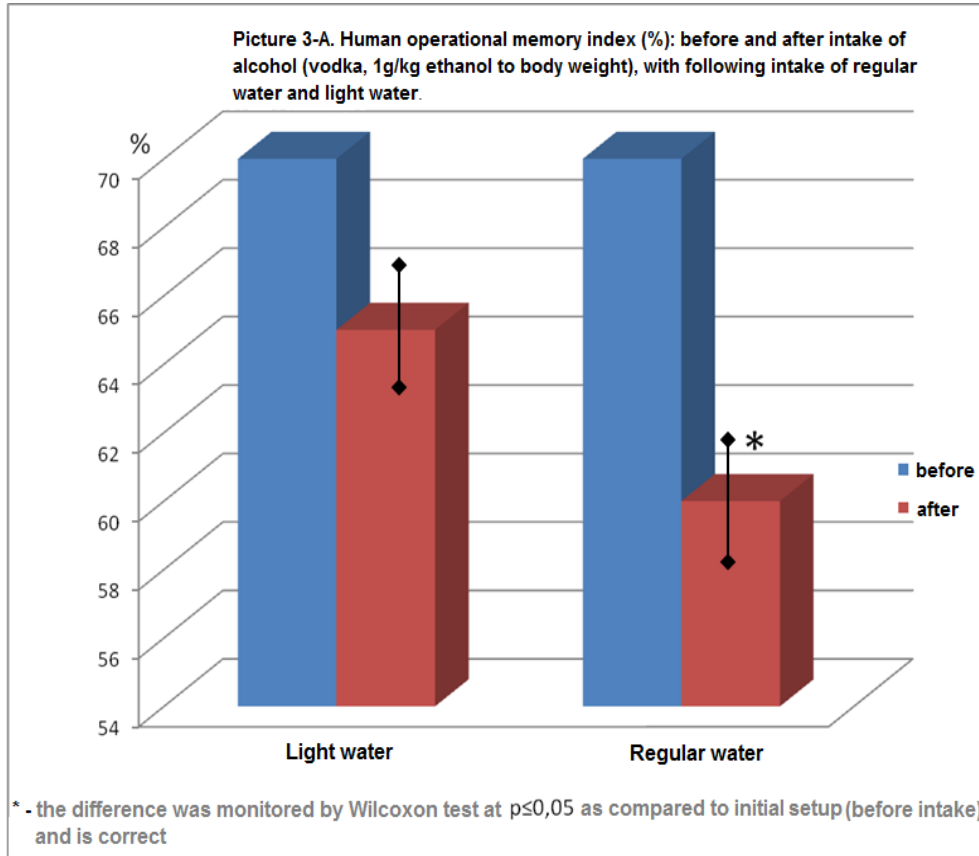 Picture 3-A. Human operational memory index (%): before and after intake of
alcohol (vodka, 1g/kg ethanol to body weight), with following intake of regular
water and light water.
%
70
68
66
64
62
60
58
56
54
*
before
after
Light water
Regular water
* - the difference was monitored by Wilcoxon test at p≤0,05 as compared to initial setup (before intake)
and is correct